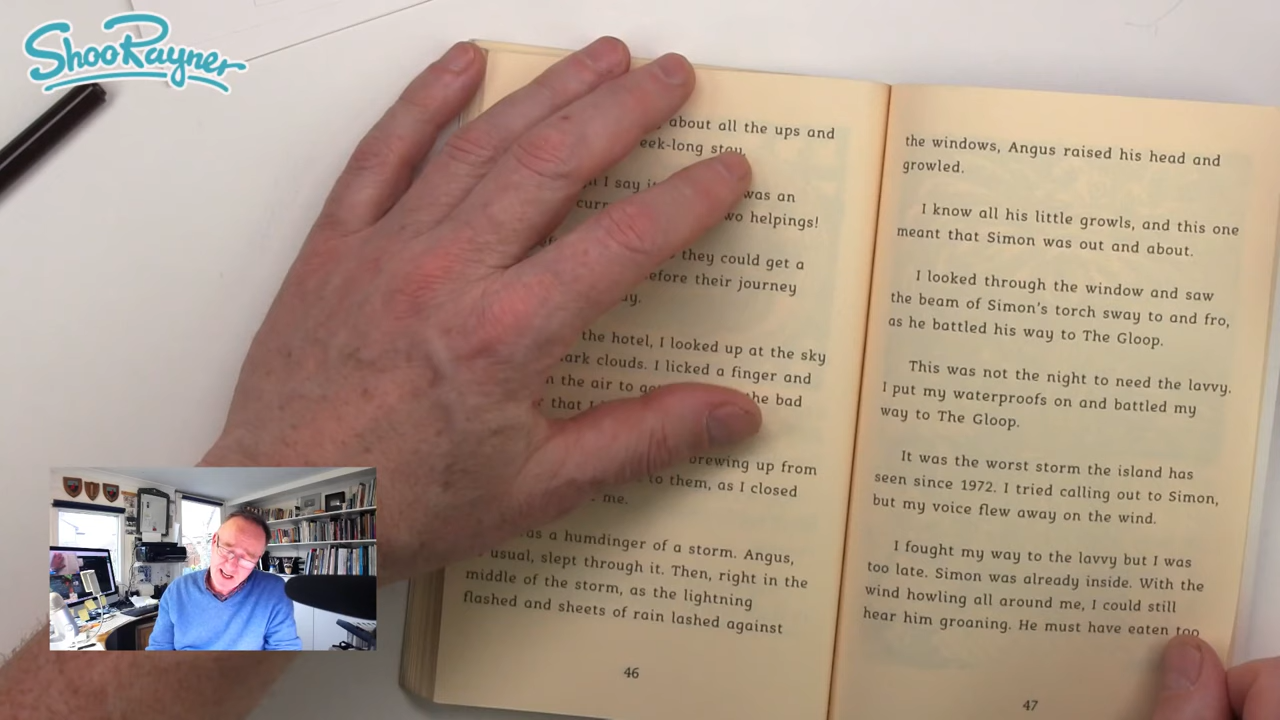 ShooRayner
about all the ups and
eek-long stay.
I say it was an
wo helpings!
they could get a
efore their journey
the hotel, I looked up at the sky
ark clouds. I licked a finger and
the air to the bad
that
brewing up from
to them, as I closed
me.
as a humdinger of a storm. Angus,
usual, slept through it. Then, right in the
middle of the storm, as the lightning
flashed and sheets of rain lashed against
46
the windows, Angus raised his head and
growled.
I know all his little growls, and this one
meant that Simon was out and about.
I looked through the window and saw
the beam of Simon's torch sway to and fro,
as he battled his way to The Gloop.
This was not the night to need the lavvy.
I put my waterproofs on and battled my
way to The Gloop.
It was the worst storm the island has
seen since 1972. I tried calling out to Simon,
but my voice flew away on the wind.
I fought my way to the lavvy but I was
too late. Simon was already inside. With the
wind howling all around me, I could still
hear him groaning. He must have eaten too
47